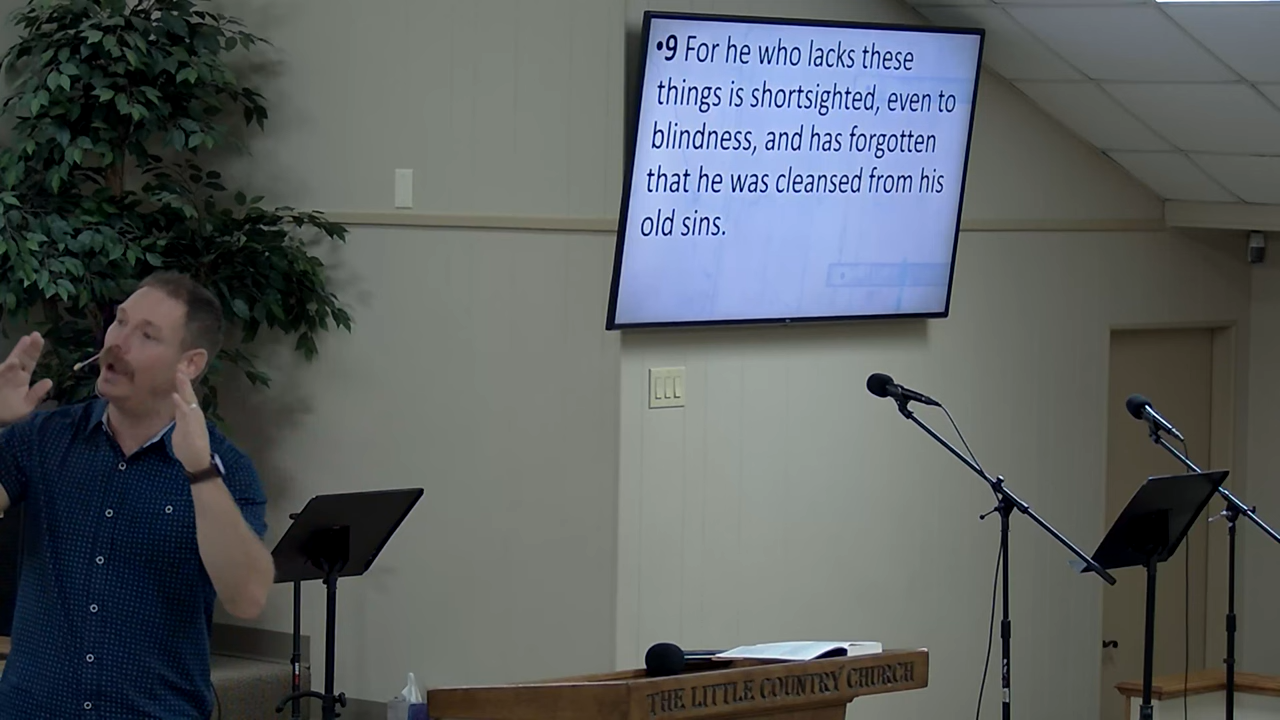 •9 For he who lacks these
things is shortsighted, even to
blindness, and has forgotten
that he was cleansed from his
old sins.
THE LITTLE COUNTRY CHURCH